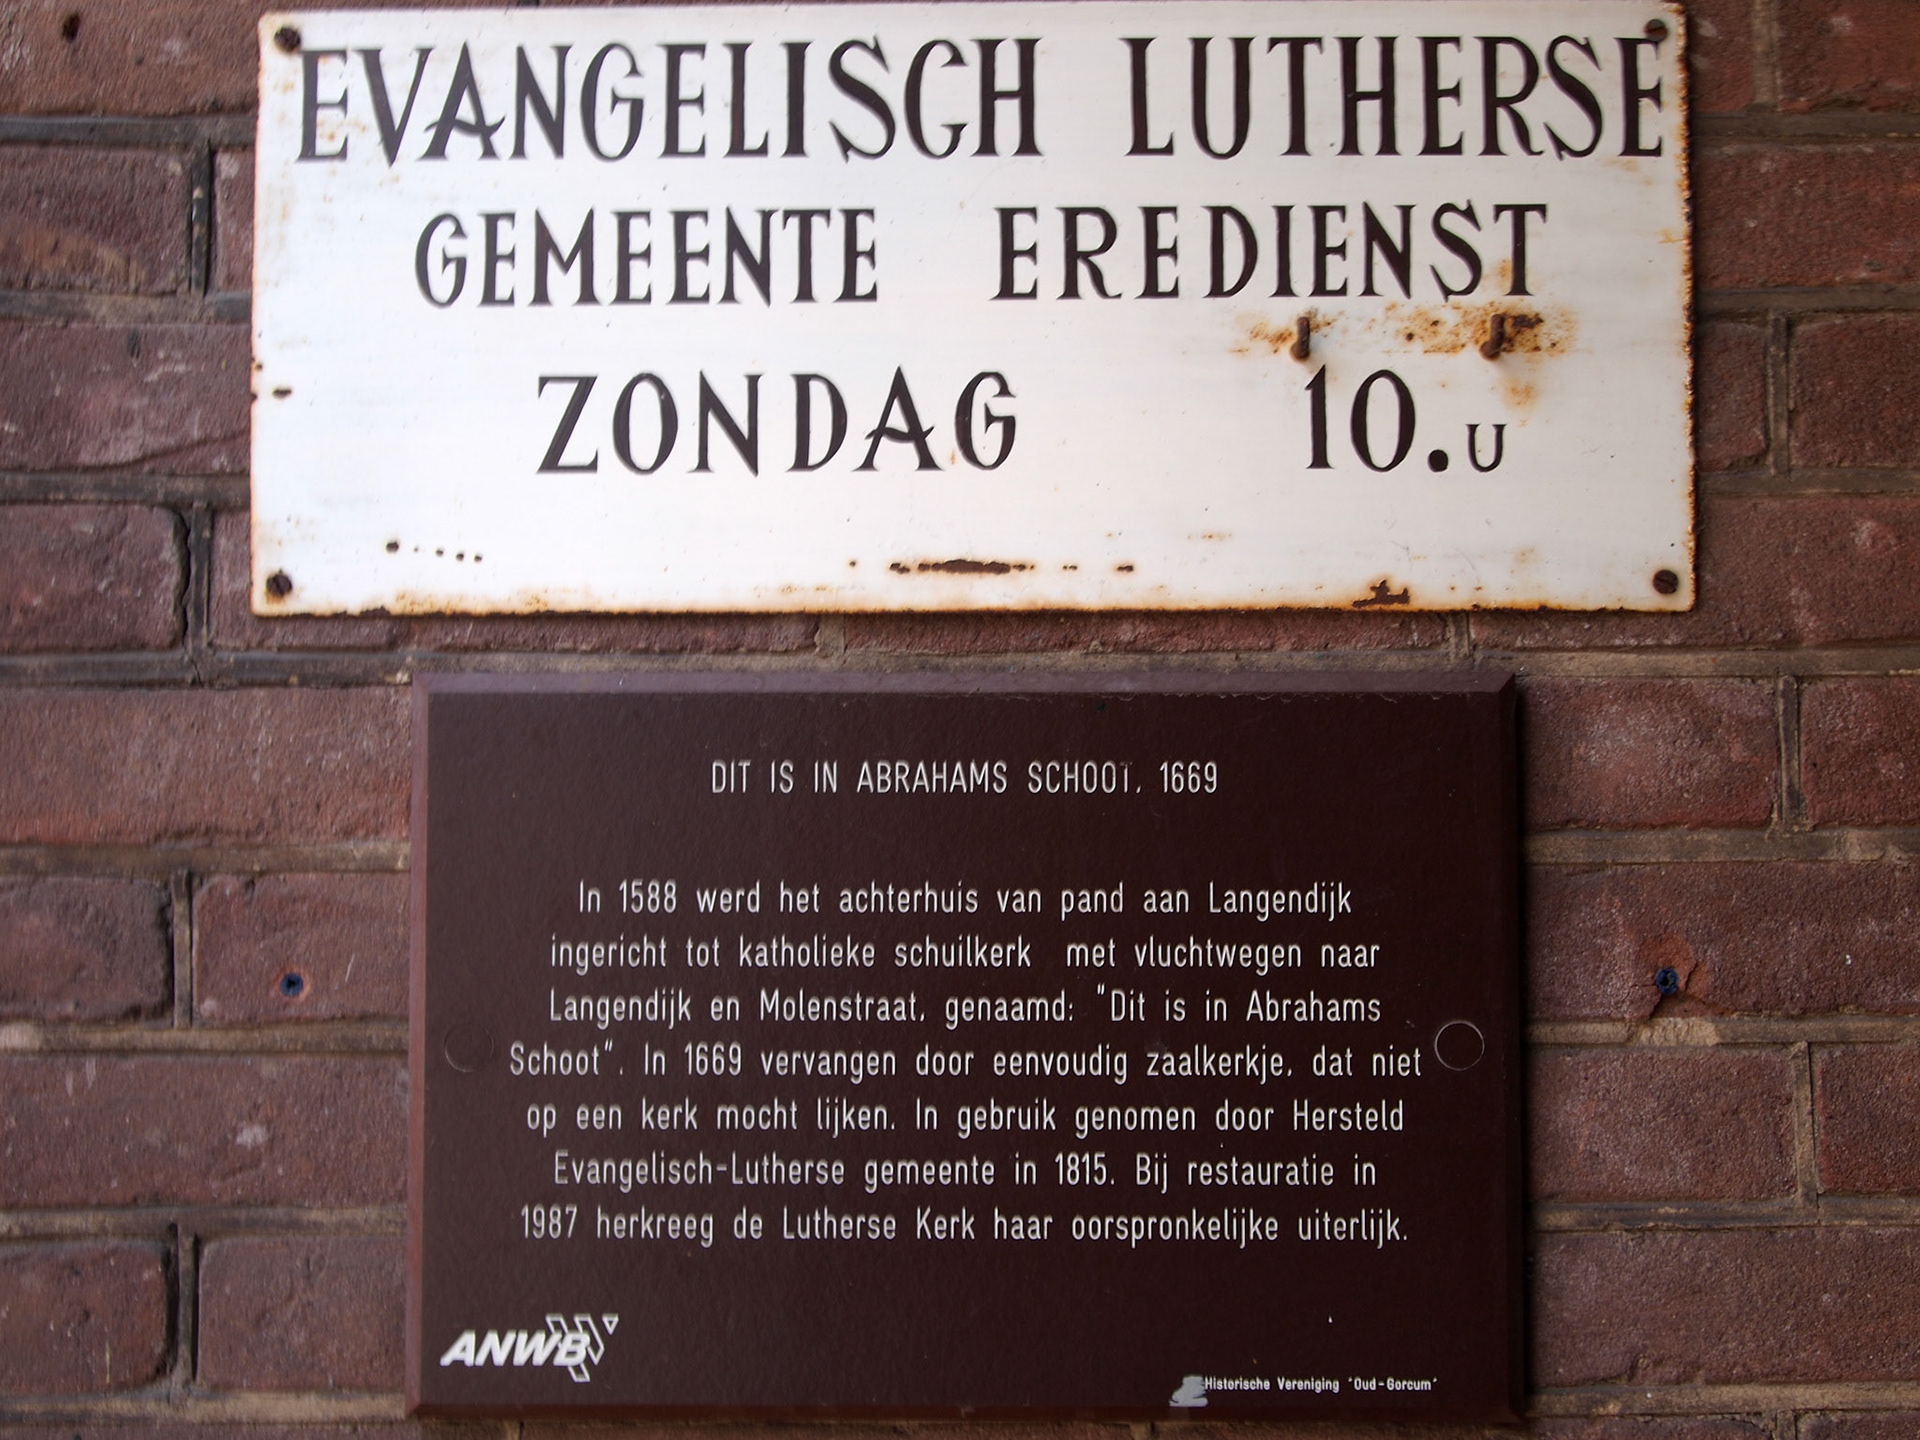 EVANGELISCH LUTHERSE
GEMEENTE EREDIENST
ZONDAG 10.u
DIT IS IN ABRAHAMS SCHOOT. 1669
In 1588 werd het achterhuis van pand aan Langendijk
ingericht tot katholieke schuilkerk met vluchtwegen naar
Langendijk en Molenstraat, genaamd: "Dit is in Abrahams
Schoot". In 1669 vervangen door eenvoudig zaalkerkje, dat niet
op een kerk mocht lijken. In gebruik genomen door Hersteld
Evangelisch-Lutherse gemeente in 1815. Bij restauratie in
1987 herkreeg de Lutherse Kerk haar oorspronkelijke uiterlijk.
ANWB
Historische Vereniging "Oud-Gorcum"